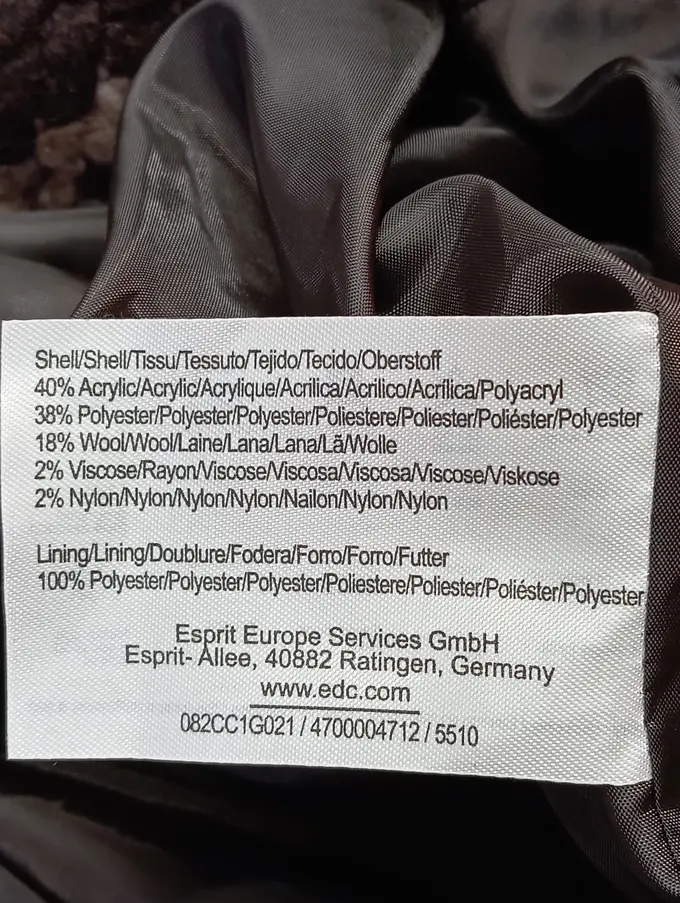 Shell/Shell/Tissu/Tessuto/Tejido/Tecido/Oberstoff
40% Acrylic/Acrylic/Acrylique/Acrilica/Acrilico/Acrílica/Polyacryl
38% Polyester/Polyester/Polyester/Poliestere/Poliester/Poliéster/Polyester
18% Wool/Wool/Laine/Lana/Lana/Lã/Wolle
2% Viscose/Rayon/Viscose/Viscosa/Viscosa/Viscose/Viskose
2% Nylon/Nylon/Nylon/Nylon/Nailon/Nylon/Nylon
Lining/Lining/Doublure/Fodera/Forro/Forro/Futter
100% Polyester/Polyester/Polyester/Poliestere/Poliester/Poliéster/Polyester
Esprit Europe Services GmbH
Esprit- Allee, 40882 Ratingen, Germany
www.edc.com
082CC1G021 / 4700004712 / 5510